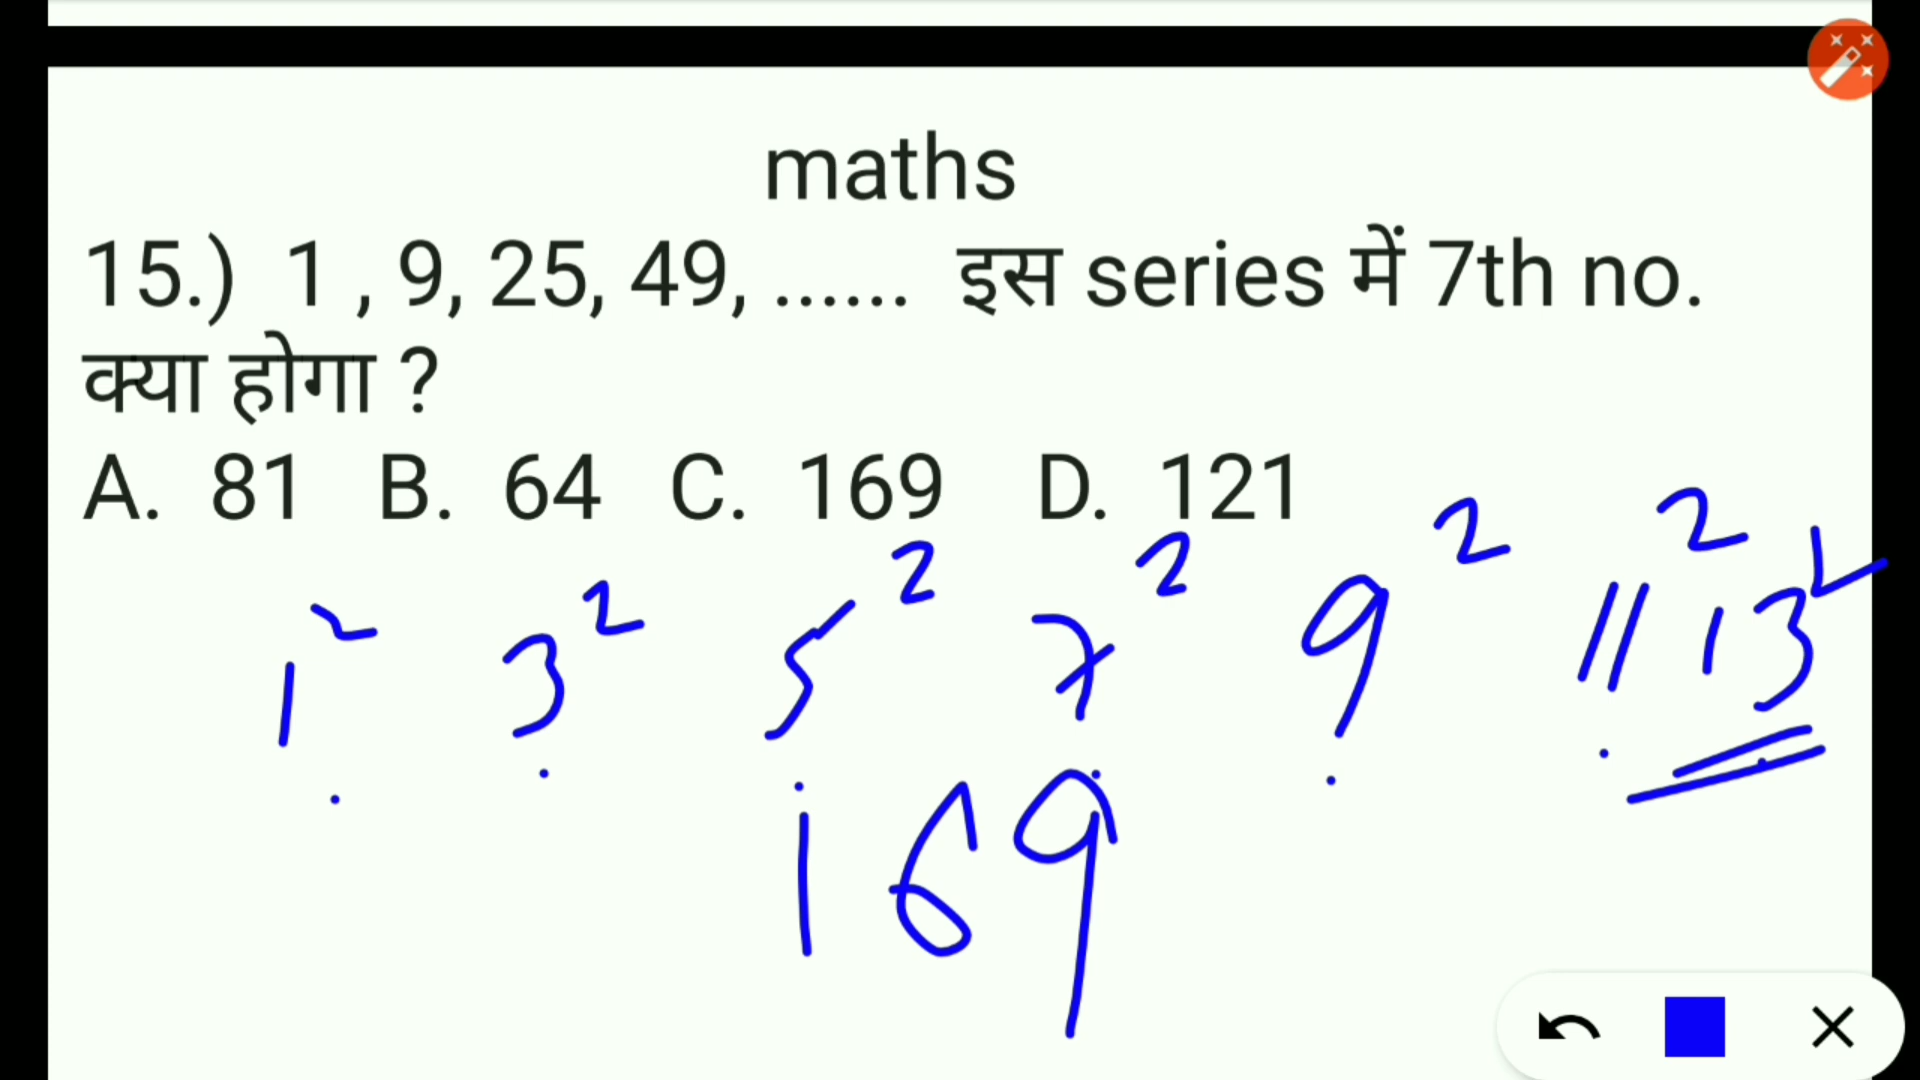 maths
15.) 1 , 9, 25, 49, ...... इस series में 7th no.
क्या होगा ?
A. 81 B. 64 C. 169 D. 121
1² 3² 5² 7² 9² 11² 13²
169